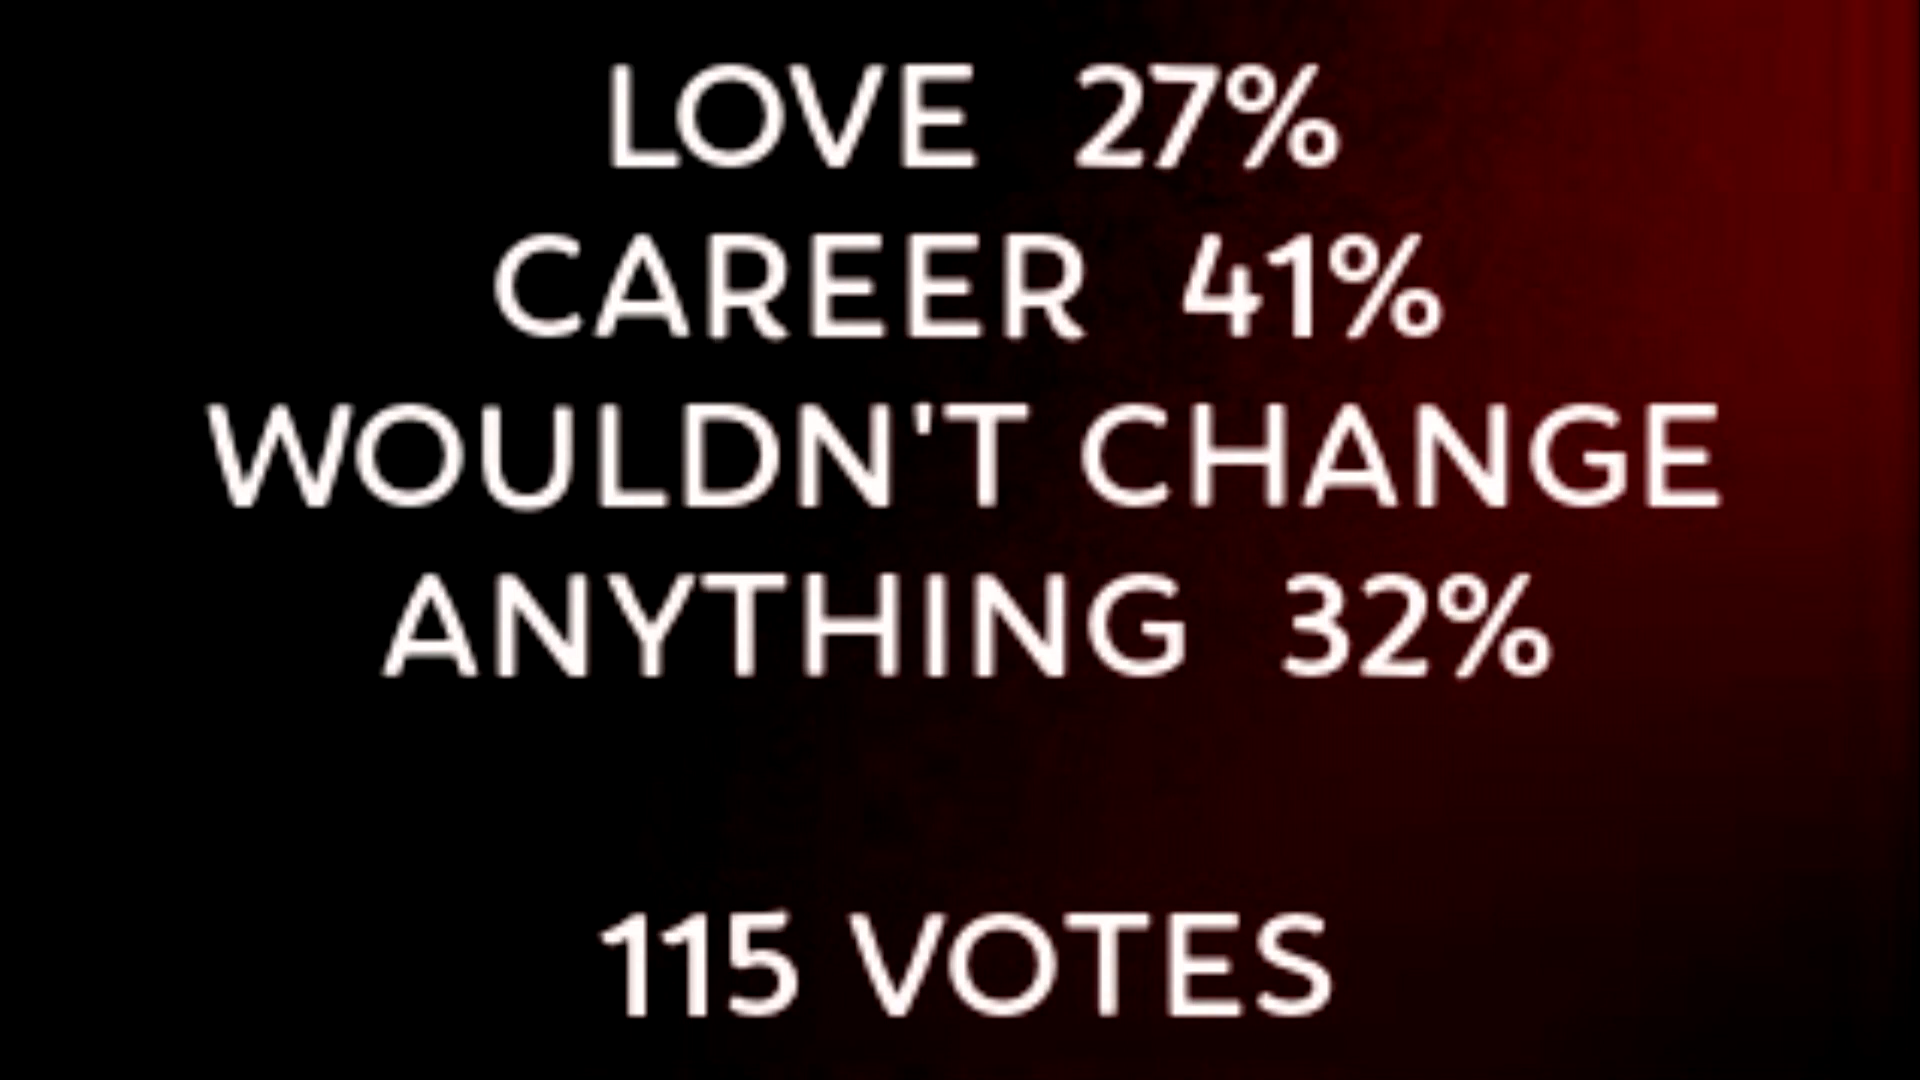 LOVE 27%
CAREER 41%
WOULDN'T CHANGE
ANYTHING 32%
115 VOTES